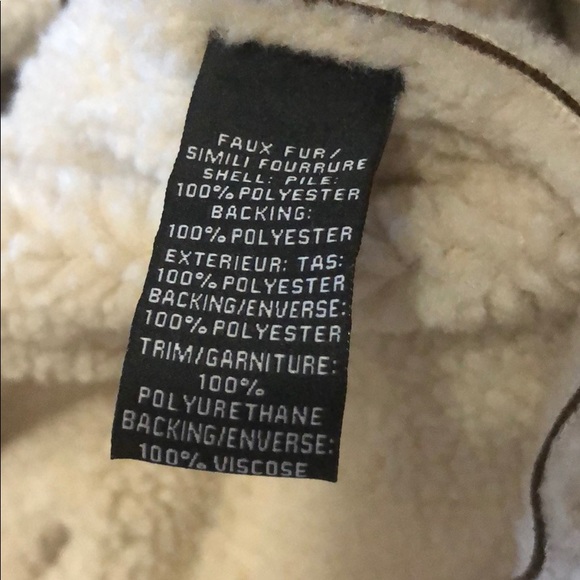 FAUX FUR/
SIMILI FOURRURE
SHELL: PILE:
100% POLYESTER
BACKING:
100% POLYESTER
EXTERIEUR: TAS:
100% POLYESTER
BACKING/ENVERSE:
100% POLYESTER
TRIM/GARNITURE:
100%
POLYURETHANE
BACKING/ENVERSE:
100% VISCOSE